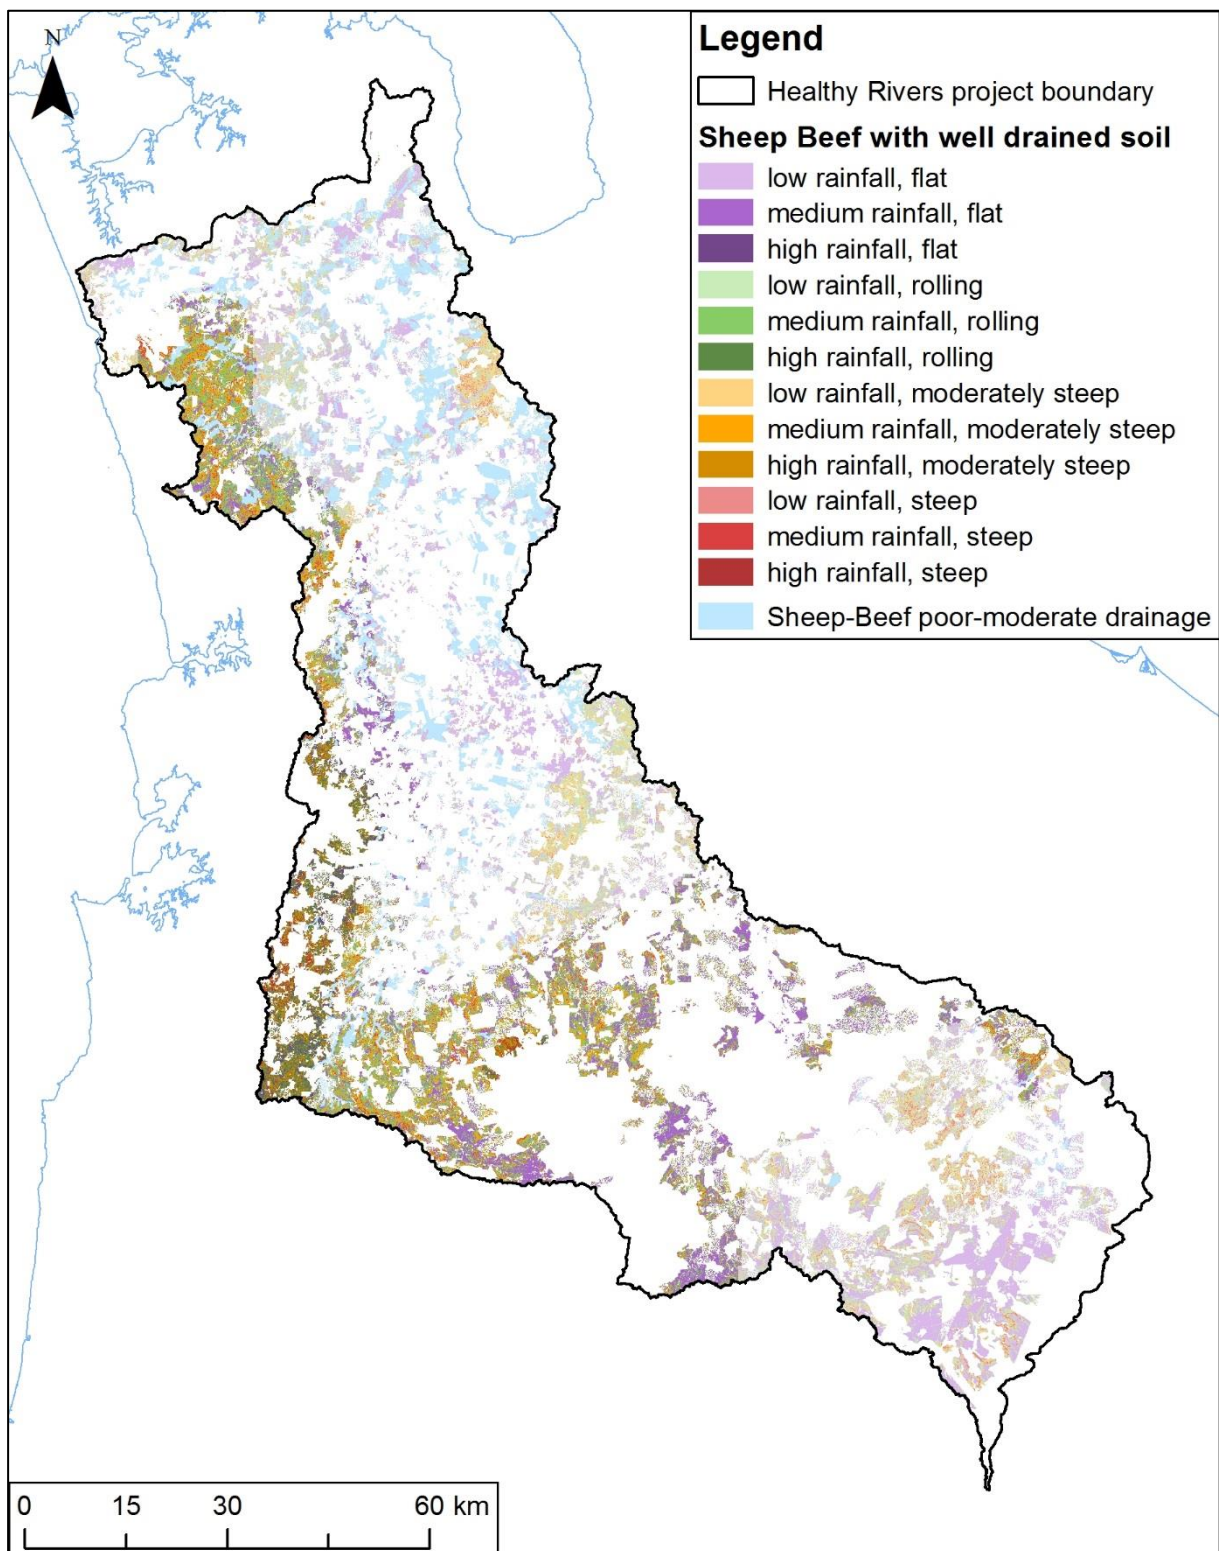 N
Legend
Healthy Rivers project boundary
Sheep Beef with well drained soil
low rainfall, flat
medium rainfall, flat
high rainfall, flat
low rainfall, rolling
medium rainfall, rolling
high rainfall, rolling
low rainfall, moderately steep
medium rainfall, moderately steep
high rainfall, moderately steep
low rainfall, steep
medium rainfall, steep
high rainfall, steep
Sheep-Beef poor-moderate drainage
0 15 30 60 km